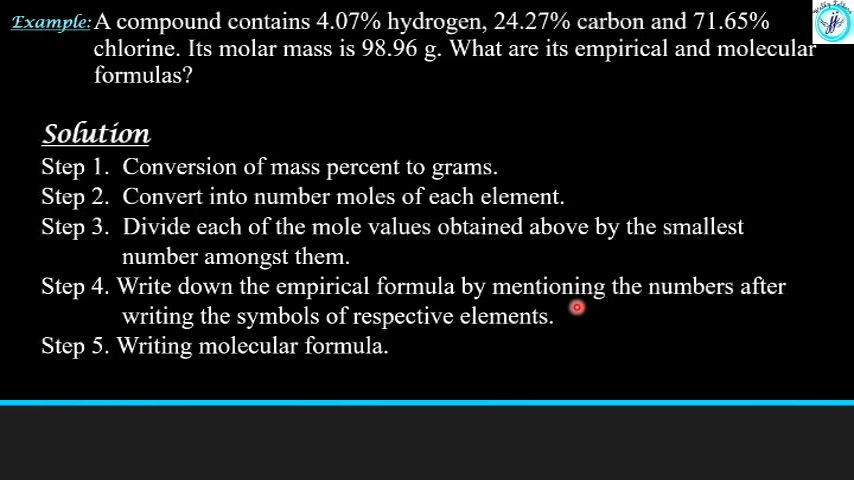 Example: A compound contains 4.07% hydrogen, 24.27% carbon and 71.65%
chlorine. Its molar mass is 98.96 g. What are its empirical and molecular
formulas?
Solution
Step 1. Conversion of mass percent to grams.
Step 2. Convert into number moles of each element.
Step 3. Divide each of the mole values obtained above by the smallest
number amongst them.
Step 4. Write down the empirical formula by mentioning the numbers after
writing the symbols of respective elements.
Step 5. Writing molecular formula.